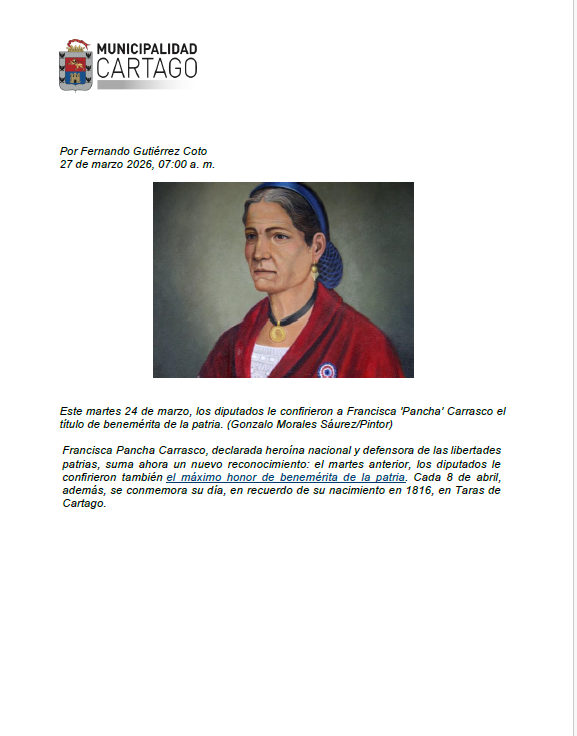 MUNICIPALIDAD
CARTAGO
Por Fernando Gutiérrez Coto
27 de marzo 2026, 07:00 a. m.
Este martes 24 de marzo, los diputados le confirieron a Francisca 'Pancha' Carrasco el
título de benemérita de la patria. (Gonzalo Morales Sáurez/Pintor)
Francisca Pancha Carrasco, declarada heroína nacional y defensora de las libertades
patrias, suma ahora un nuevo reconocimiento: el martes anterior, los diputados le
confirieron también el máximo honor de benemérita de la patria. Cada 8 de abril,
además, se conmemora su día, en recuerdo de su nacimiento en 1816, en Taras de
Cartago.